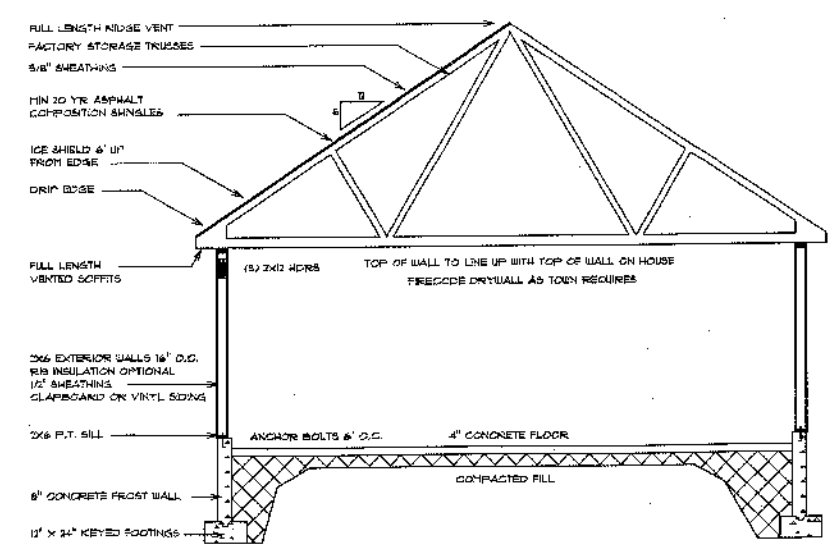 FULL LENGTH RIDGE VENT
FACTORY STORAGE TRUSSES
5/8" SHEATHING
12
MIN 20 YR ASPHALT
COMPOSITION SHINGLES
ICE SHIELD 6' UP
FROM EDGE
DRIP EDGE
FULL LENGTH
VENTED SOFFITS
(3) 2X12 HDRS
TOP OF WALL TO LINE UP WITH TOP OF WALL ON HOUSE
FIRECODE DRYWALL AS TOWN REQUIRES
2X6 EXTERIOR WALLS 16" O.C.
R19 INSULATION OPTIONAL
1/2" SHEATHING
CLAPBOARD OR VINYL SIDING
2X6 P.T. SILL
ANCHOR BOLTS 6' O.C.
4" CONCRETE FLOOR
COMPACTED FILL
8" CONCRETE FROST WALL
12" X 24" KEYED FOOTINGS